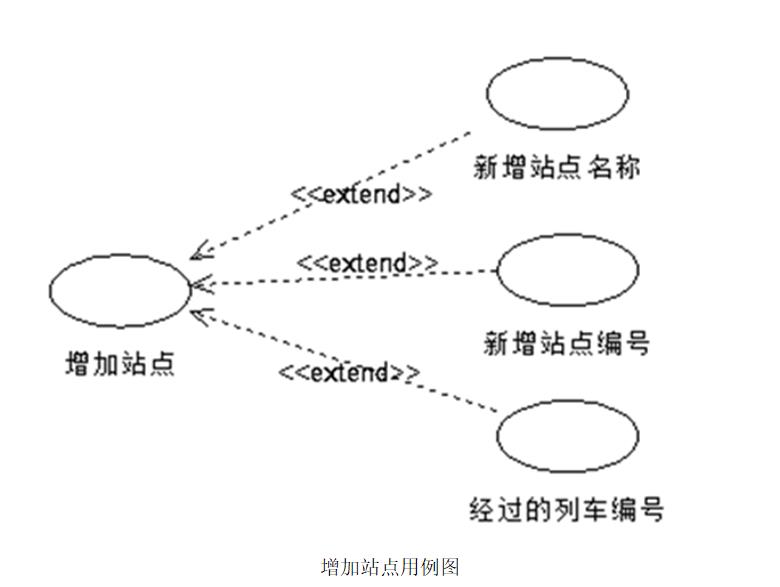 新增站点名称
<<extend>>
<<extend>>
新增站点编号
增加站点
<<extend>>
经过的列车编号
增加站点用例图